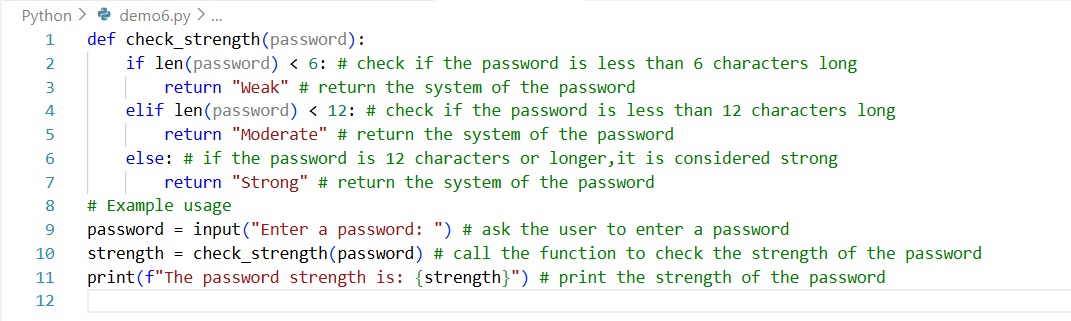 Python > demo6.py > ...
1 def check_strength(password):
2     if len(password) < 6: # check if the password is less than 6 characters long
3         return "Weak" # return the system of the password
4     elif len(password) < 12: # check if the password is less than 12 characters long
5         return "Moderate" # return the system of the password
6     else: # if the password is 12 characters or longer,it is considered strong
7         return "Strong" # return the system of the password
8 # Example usage
9 password = input("Enter a password: ") # ask the user to enter a password
10 strength = check_strength(password) # call the function to check the strength of the password
11 print(f"The password strength is: {strength}") # print the strength of the password
12